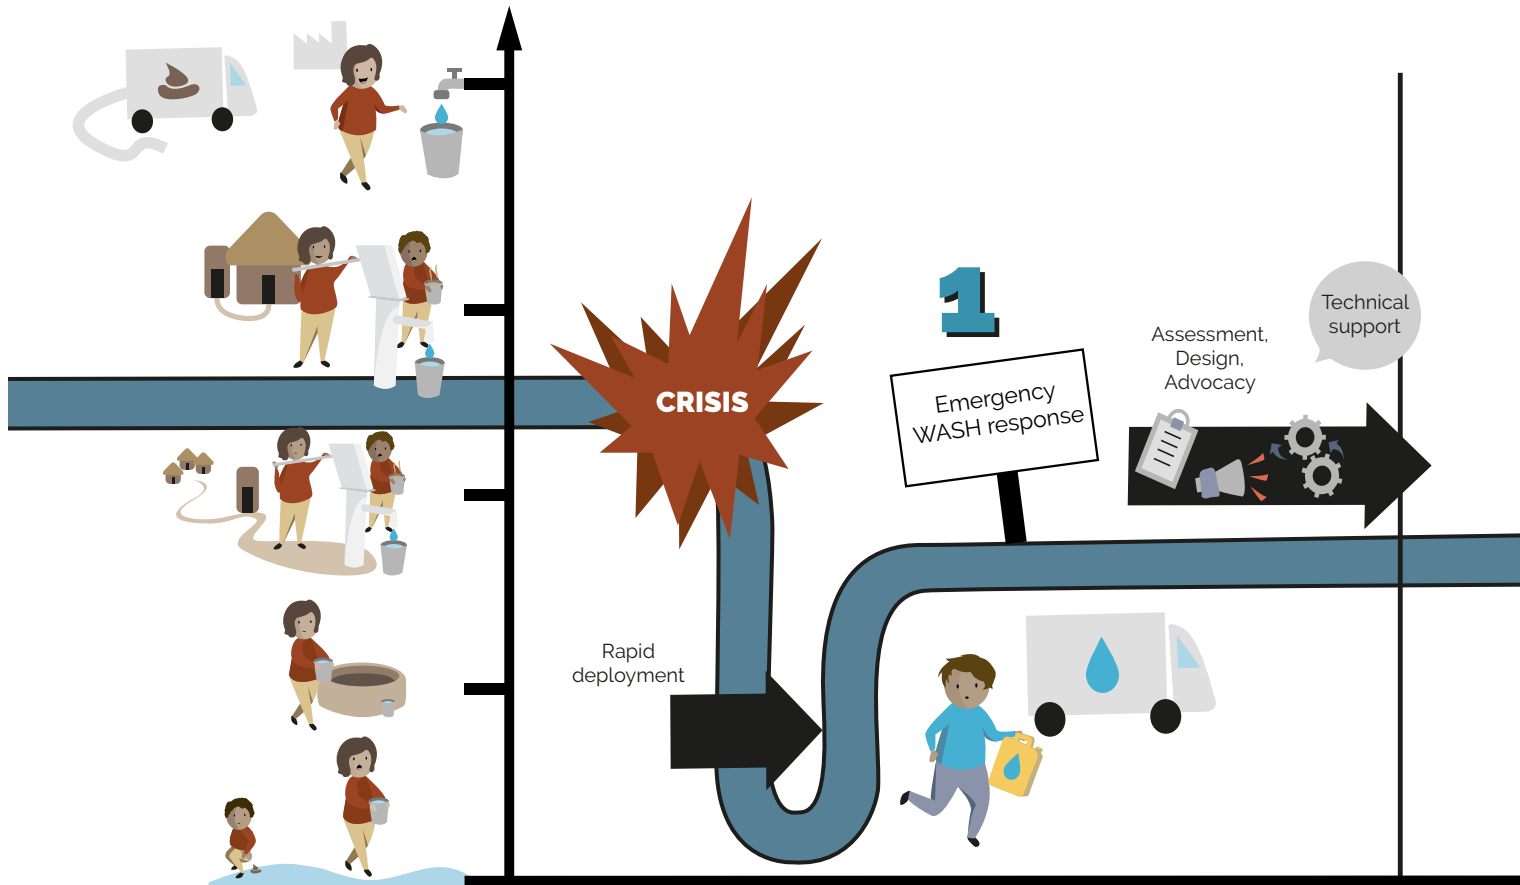 CRISIS
1
Emergency
WASH response
Assessment,
Design,
Advocacy
Technical
support
Rapid
deployment